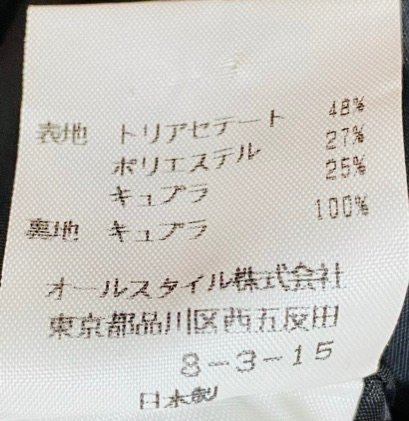 表地 トリアセテート 48%
ポリエステル 27%
キュプラ 25%
裏地 キュプラ 100%
オールスタイル株式会社
東京都品川区西五反田
8-3-15
日本製